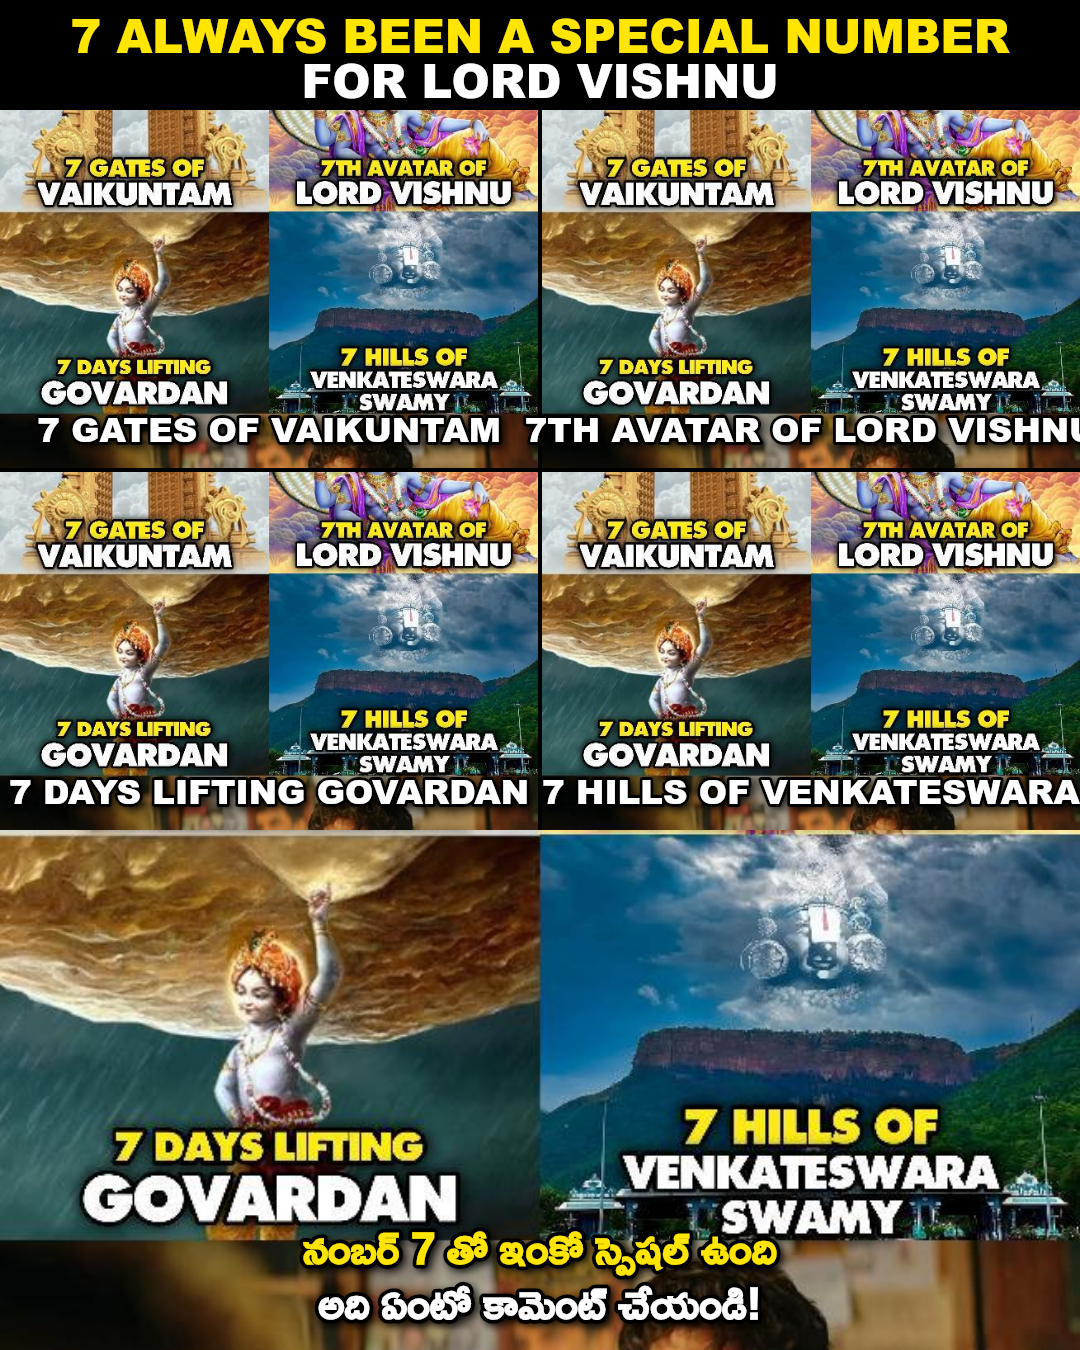 7 ALWAYS BEEN A SPECIAL NUMBER
FOR LORD VISHNU
7 GATES OF
VAIKUNTAM
7TH AVATAR OF
LORD VISHNU
7 GATES OF
VAIKUNTAM
7TH AVATAR OF
LORD VISHNU
7 DAYS LIFTING
GOVARDAN
7 HILLS OF
VENKATESWARA
SWAMY
7 DAYS LIFTING
GOVARDAN
7 HILLS OF
VENKATESWARA
SWAMY
7 GATES OF VAIKUNTAM
7TH AVATAR OF LORD VISHNU
7 GATES OF
VAIKUNTAM
7TH AVATAR OF
LORD VISHNU
7 GATES OF
VAIKUNTAM
7TH AVATAR OF
LORD VISHNU
7 DAYS LIFTING
GOVARDAN
7 HILLS OF
VENKATESWARA
SWAMY
7 DAYS LIFTING
GOVARDAN
7 HILLS OF
VENKATESWARA
SWAMY
7 DAYS LIFTING GOVARDAN
7 HILLS OF VENKATESWARA
7 DAYS LIFTING
GOVARDAN
7 HILLS OF
VENKATESWARA
SWAMY
నంబర్ 7 తో ఇంకో స్పెషల్ ఉంది
అది ఏంటో కామెంట్ చేయండి!